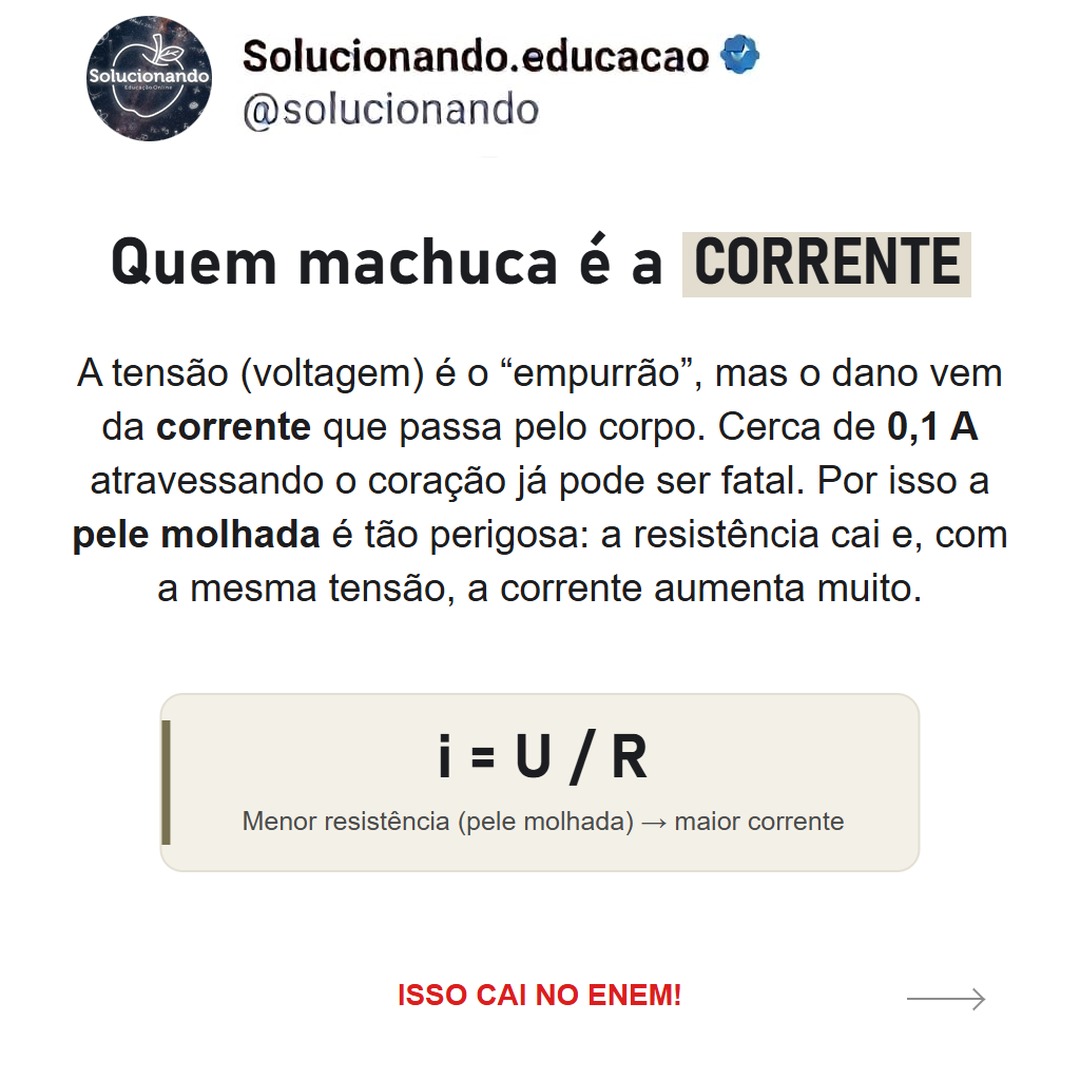 Solucionando
Educação Online
Solucionando.educacao
@solucionando
Quem machuca é a CORRENTE
A tensão (voltagem) é o “empurrão”, mas o dano vem
da corrente que passa pelo corpo. Cerca de 0,1 A
atravessando o coração já pode ser fatal. Por isso a
pele molhada é tão perigosa: a resistência cai e, com
a mesma tensão, a corrente aumenta muito.
i = U / R
Menor resistência (pele molhada) → maior corrente
ISSO CAI NO ENEM!